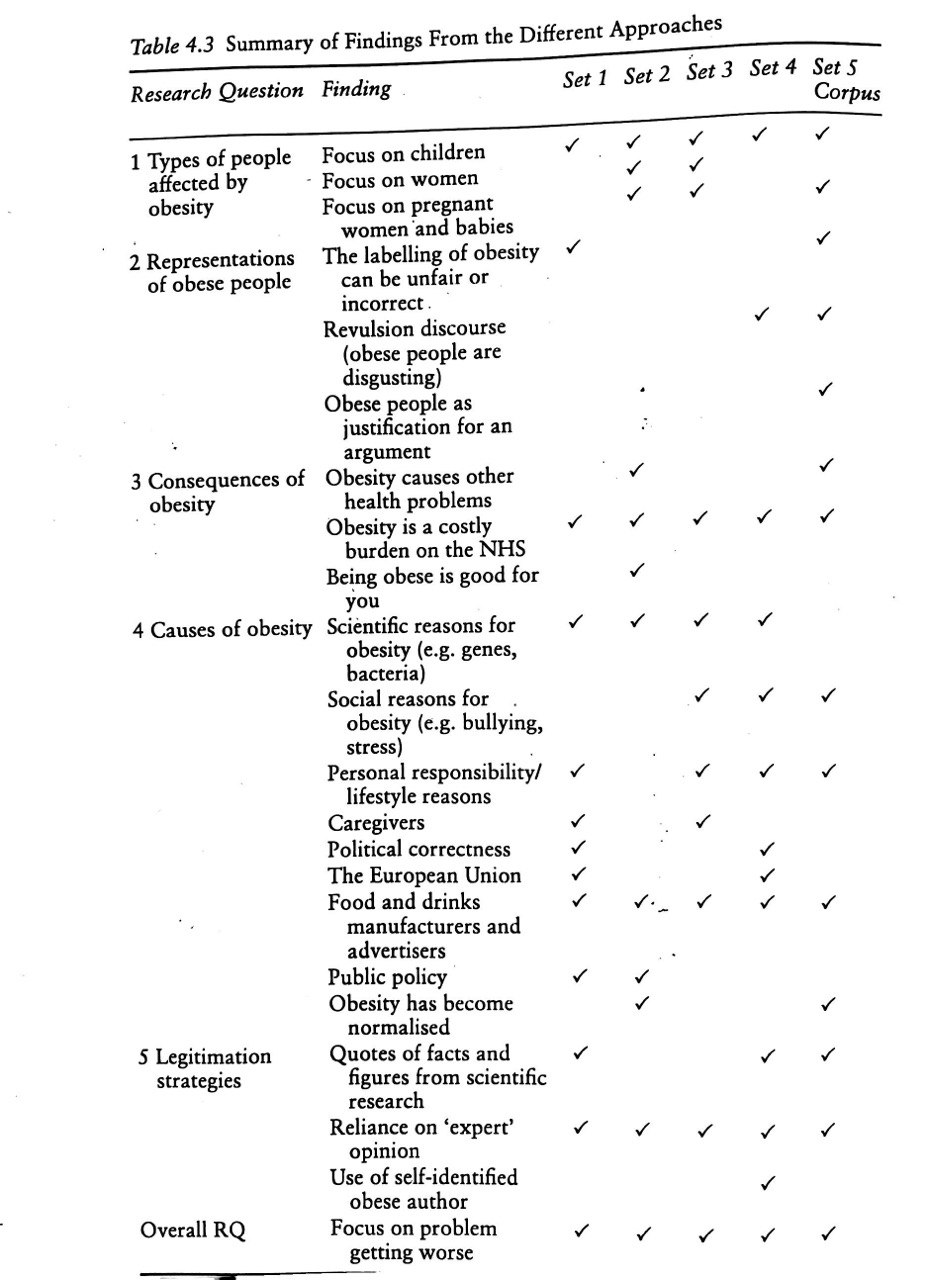 Table 4.3 Summary of Findings From the Different Approaches
Research Question Finding Set 1 Set 2 Set 3 Set 4 Set 5
Corpus
1 Types of people Focus on children ✓ ✓ ✓ ✓ ✓
affected by Focus on women ✓ ✓
obesity Focus on pregnant ✓ ✓ ✓
women and babies
2 Representations The labelling of obesity ✓ ✓
of obese people can be unfair or
incorrect
Revulsion discourse ✓ ✓
(obese people are
disgusting)
Obese people as ✓
justification for an
argument
3 Consequences of Obesity causes other ✓ ✓
obesity health problems
Obesity is a costly ✓ ✓ ✓ ✓ ✓
burden on the NHS
Being obese is good for ✓
you
4 Causes of obesity Scientific reasons for ✓ ✓ ✓ ✓
obesity (e.g. genes,
bacteria)
Social reasons for ✓ ✓ ✓
obesity (e.g. bullying,
stress)
Personal responsibility/ ✓ ✓ ✓ ✓
lifestyle reasons
Caregivers ✓ ✓
Political correctness ✓ ✓
The European Union ✓ ✓
Food and drinks ✓ ✓ ✓ ✓ ✓
manufacturers and
advertisers
Public policy ✓ ✓
Obesity has become ✓ ✓
normalised
5 Legitimation Quotes of facts and ✓ ✓ ✓
strategies figures from scientific
research
Reliance on ‘expert’ ✓ ✓ ✓ ✓ ✓
opinion
Use of self-identified ✓
obese author
Overall RQ Focus on problem ✓ ✓ ✓ ✓ ✓
getting worse